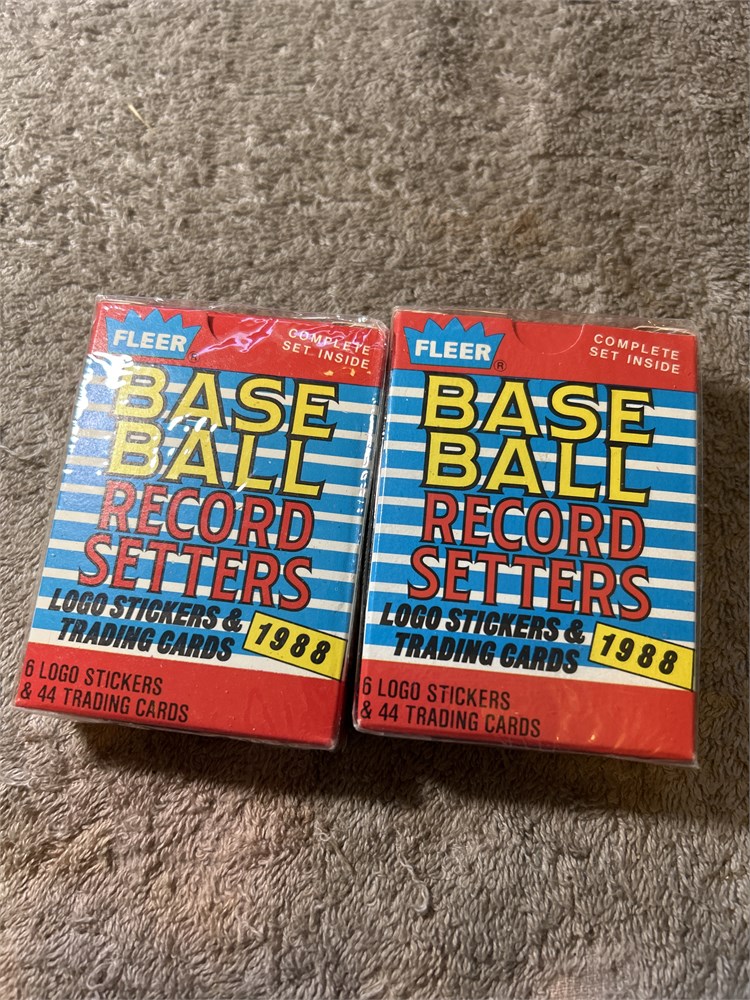 FLEER
COMPLETE
SET INSIDE
BASE
BALL
RECORD
SETTERS
LOGO STICKERS &
TRADING CARDS
1988
6 LOGO STICKERS
& 44 TRADING CARDS
FLEER®
COMPLETE
SET INSIDE
BASE
BALL
RECORD
SETTERS
LOGO STICKERS &
TRADING CARDS
1988
6 LOGO STICKERS
& 44 TRADING CARDS